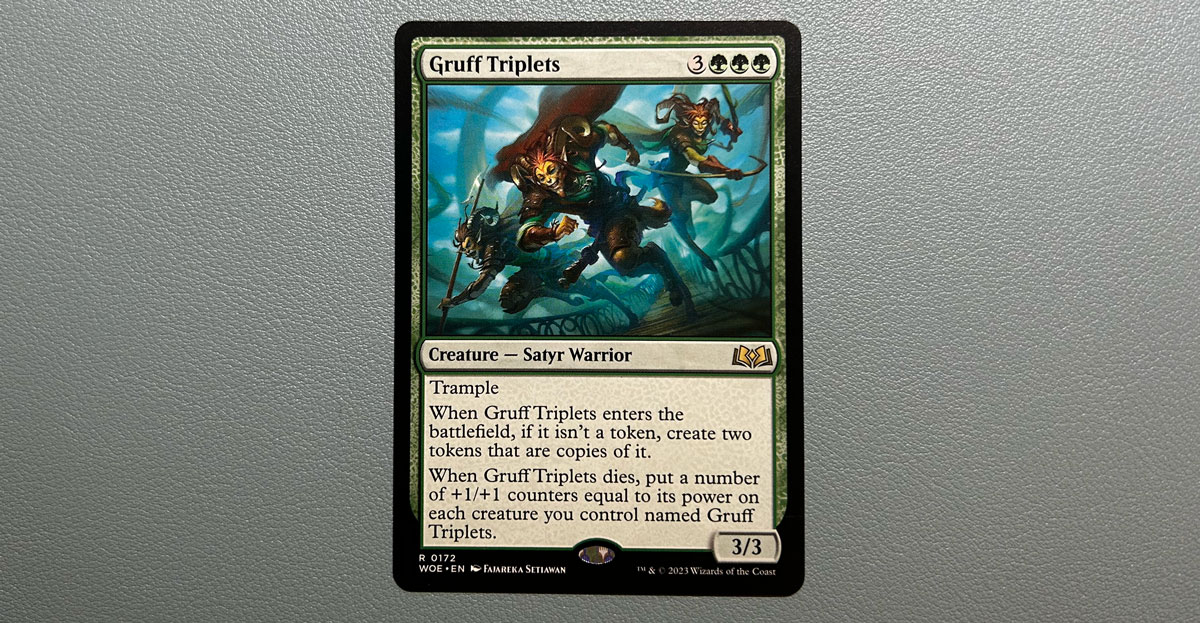 Gruff Triplets 3
Creature — Satyr Warrior
Trample
When Gruff Triplets enters the
battlefield, if it isn't a token, create two
tokens that are copies of it.
When Gruff Triplets dies, put a number
of +1/+1 counters equal to its power on
each creature you control named Gruff
Triplets.
3/3
R 0172
WOE • EN Fajareka Setiawan
™ & © 2023 Wizards of the Coast